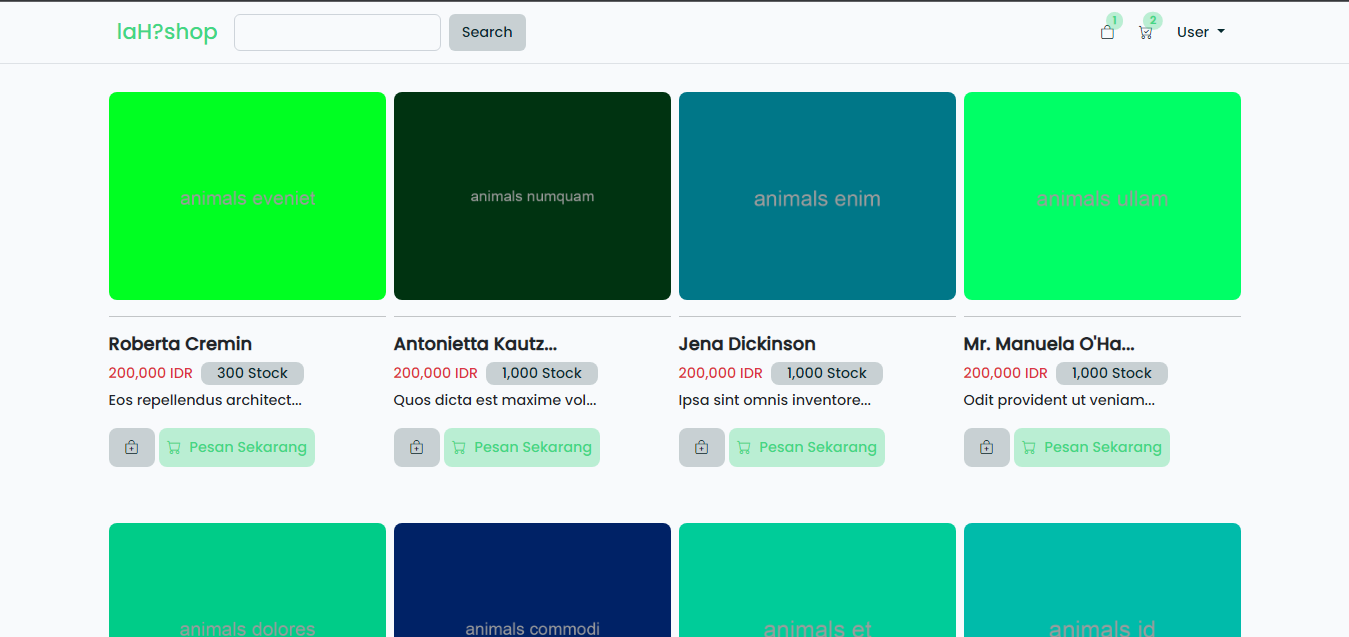 laH?shop Search 1 2 User
animals eveniet animals numquam animals enim animals ullam
Roberta Cremin Antonietta Kautz... Jena Dickinson Mr. Manuela O'Ha...
200,000 IDR 300 Stock 200,000 IDR 1,000 Stock 200,000 IDR 1,000 Stock 200,000 IDR 1,000 Stock
Eos repellendus architect... Quos dicta est maxime vol... Ipsa sint omnis inventore... Odit provident ut veniam...
Pesan Sekarang Pesan Sekarang Pesan Sekarang Pesan Sekarang
animals dolores animals commodi animals et animals id